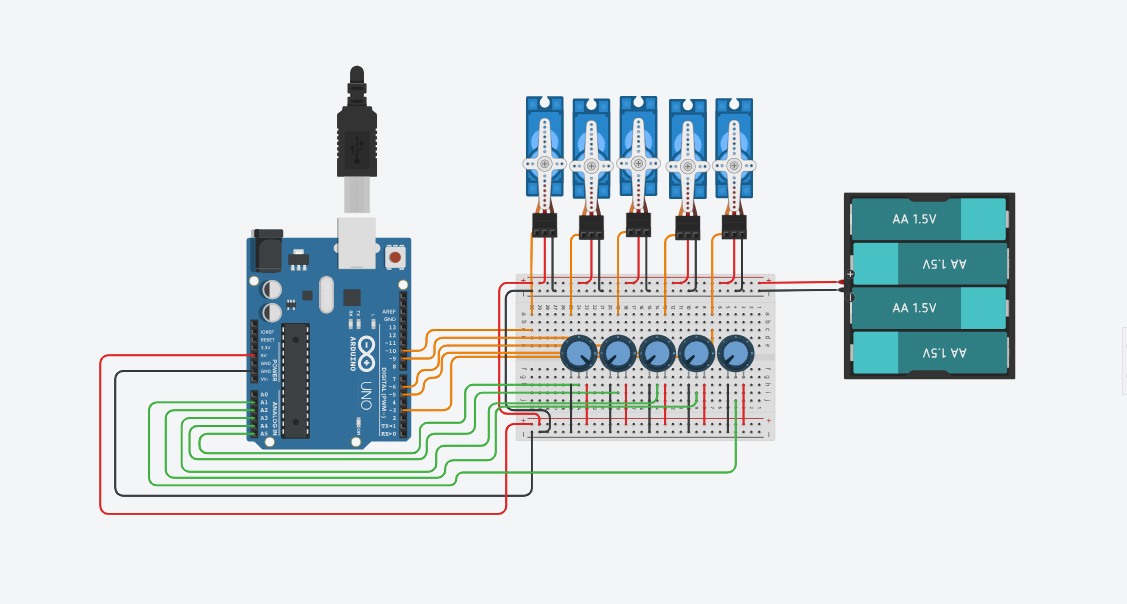 AA 1.5V
AA 1.5V
AA 1.5V
AA 1.5V
RX TX L
AREF
GND
13
12
~11
~10
~9
8
7
~6
~5
4
~3
2
TX→1
RX←0
DIGITAL (PWM~)
ARDUINO
UNO
IOREF
RESET
3.3V
5V
GND
GND
Vin
POWER
A0
A1
A2
A3
A4
A5
ANALOG IN
ON
+
−